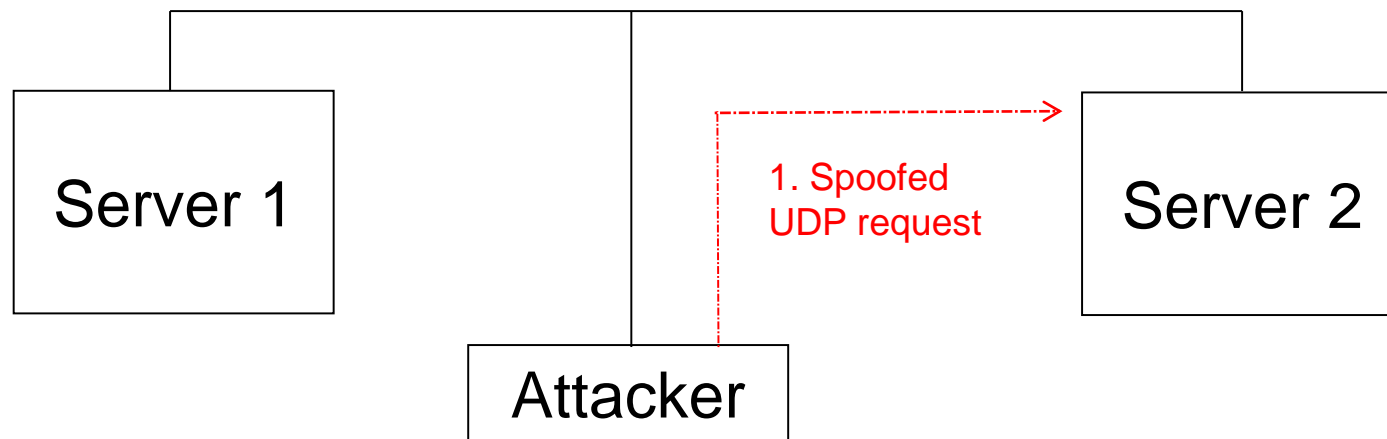 Server 1
1. Spoofed
UDP request
Server 2
Attacker